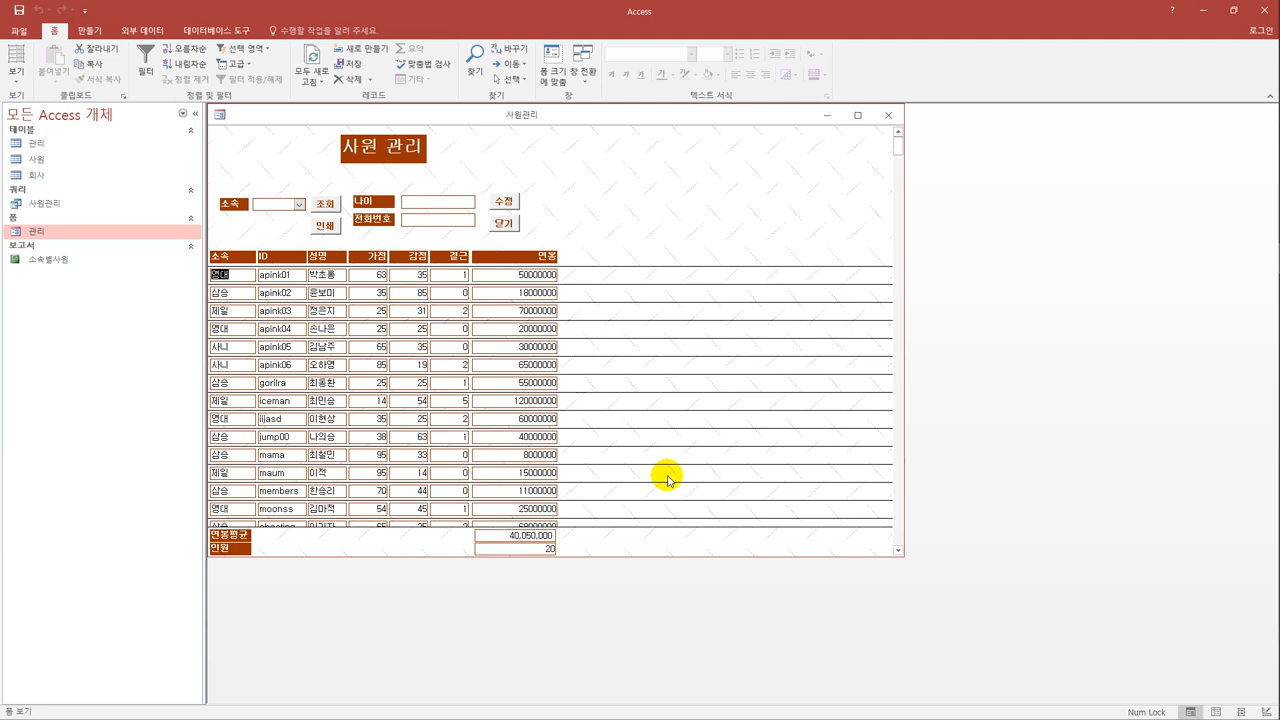 Access
로그인
파일 홈 만들기 외부 데이터 데이터베이스 도구 수행할 작업을 알려 주세요.
보기 붙여넣기 잘라내기 복사 서식 복사
필터 오름차순 내림차순 정렬 제거 선택 영역 고급 필터 적용/해제
모두 새로 고침 새로 만들기 저장 삭제 요약 맞춤법 검사 기타
찾기 바꾸기 이동 선택
폼 크기에 맞춤 창 전환
가 가 가 가
보기 클립보드 정렬 및 필터 레코드 찾기 창 텍스트 서식
모든 Access 개체
테이블
관리
사원
회사
쿼리
사원관리
폼
관리
보고서
소속별사원
사원관리
사원 관리
소속 조회 나이 수정
인쇄 전화번호 닫기
소속 ID 성명 가점 감점 결근 연봉
영대 apink01 박초롱 63 35 1 50000000
삼승 apink02 윤보미 35 85 0 18000000
제일 apink03 정은지 25 31 2 70000000
영대 apink04 손나은 25 25 0 20000000
사니 apink05 김남주 65 35 0 30000000
사니 apink06 오하영 85 19 2 65000000
삼승 gorilra 최동환 25 25 1 55000000
제일 iceman 최민승 14 54 5 120000000
영대 iijasd 이현상 35 25 2 60000000
삼승 jump00 나의승 38 63 1 40000000
삼승 mama 최철민 95 33 0 8000000
제일 maum 이적 95 14 0 15000000
삼승 members 한승리 70 44 0 11000000
영대 moonss 김마적 54 45 1 25000000
연봉평균 40,050,000
인원 20
폼 보기 Num Lock